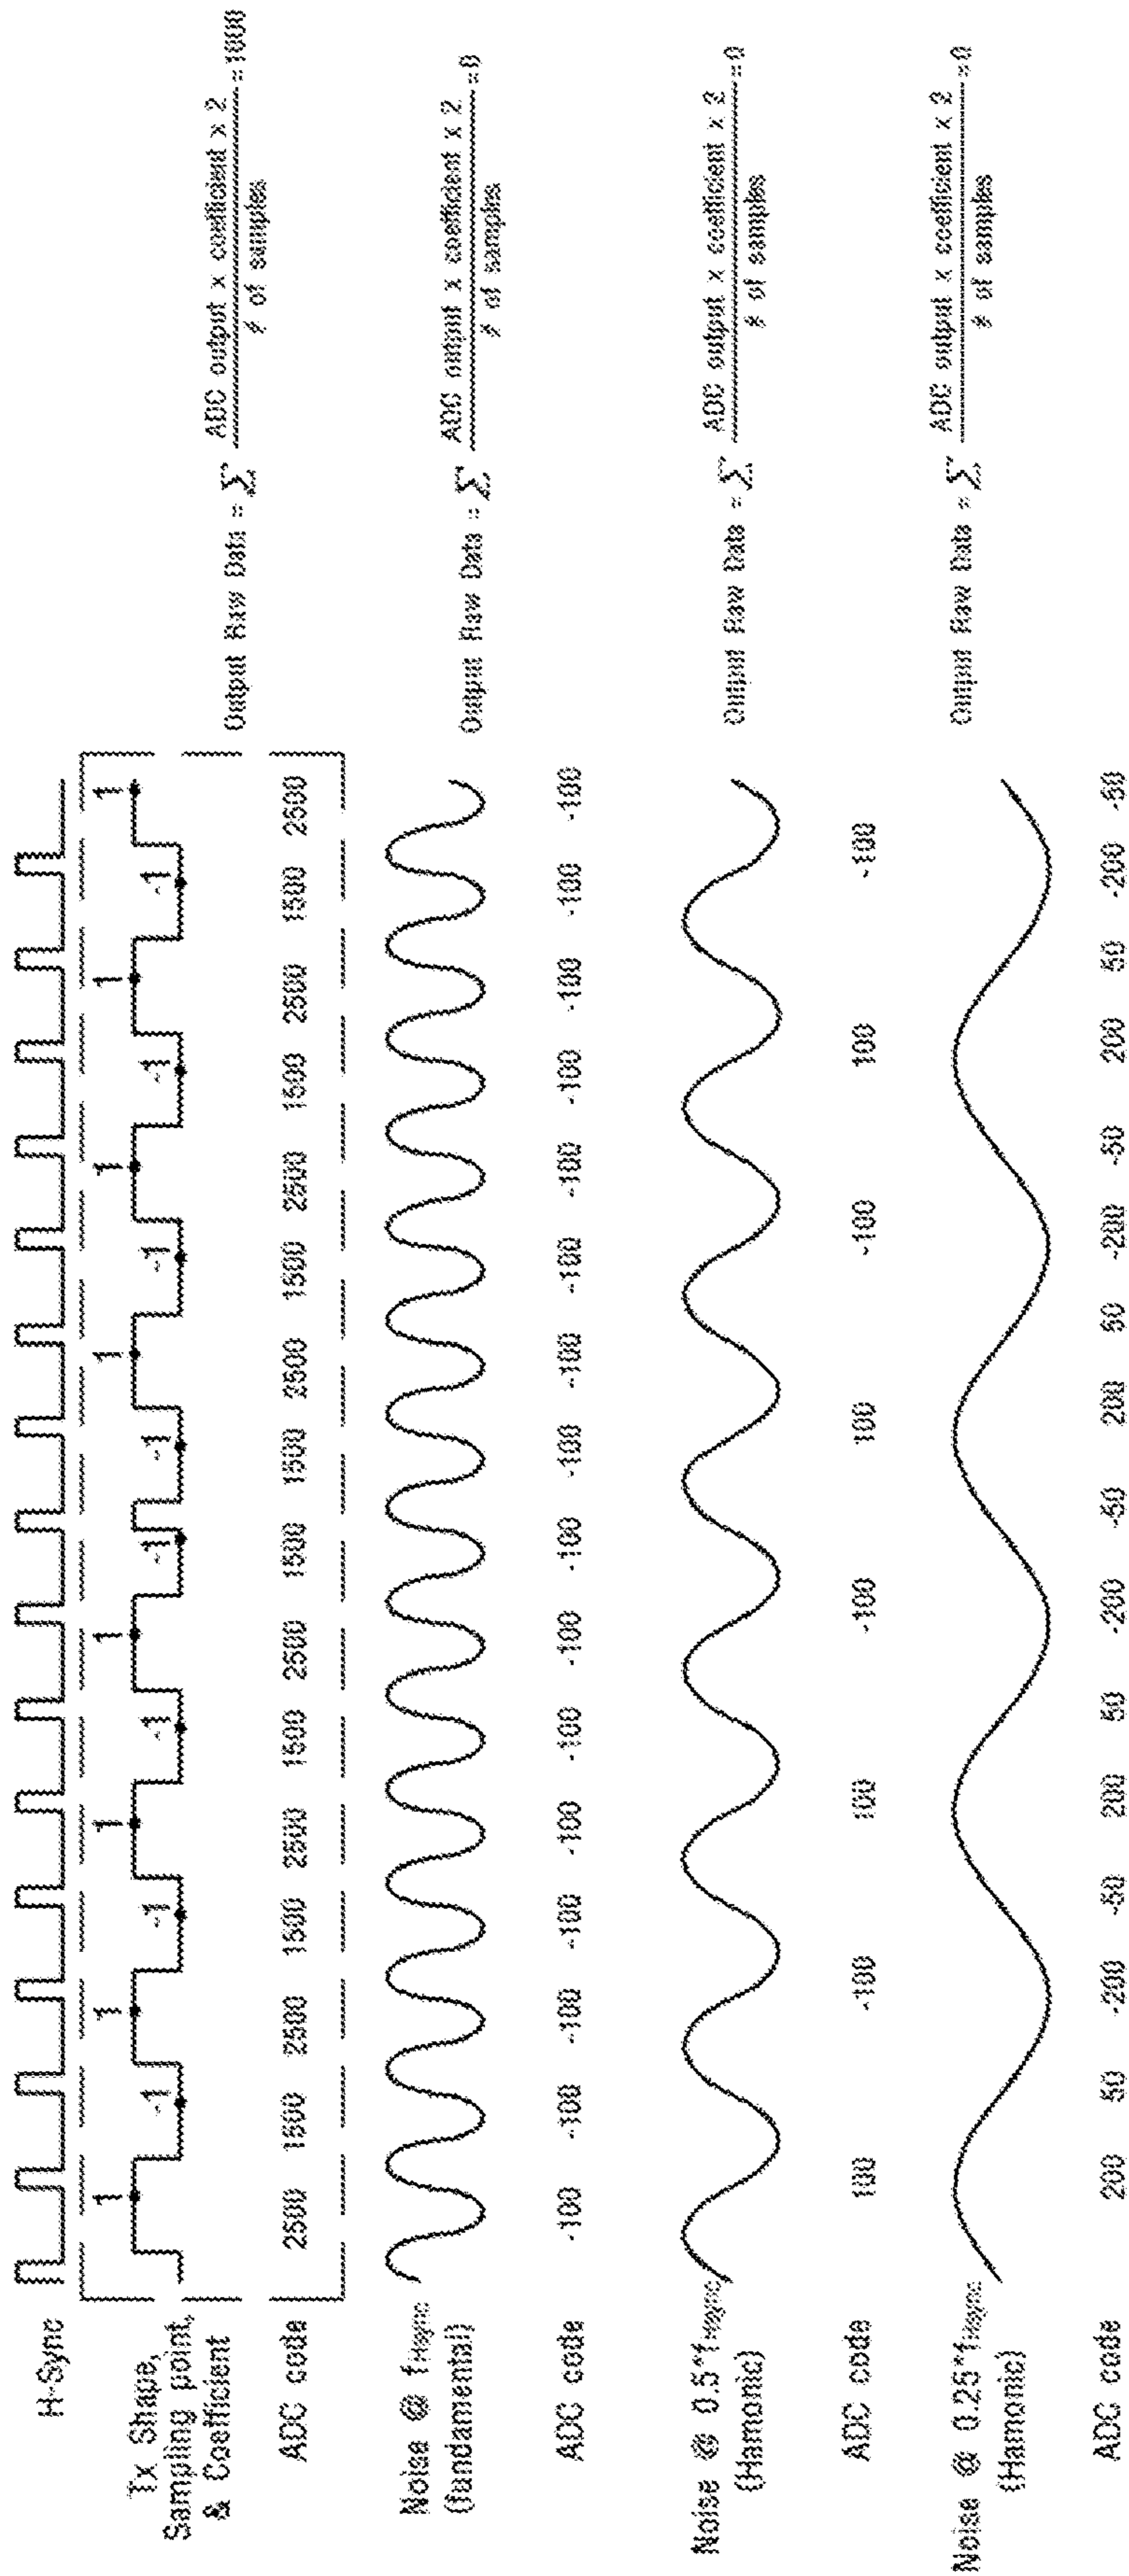 H-Sync
Tx Shape,
Sampling point,
& Coefficient
1 -1 1 -1 1 -1 1 -1 -1 1 -1 1 -1 1 -1 1
ADC code 2500 1500 2500 1500 2500 1500 2500 1500 1500 2500 1500 2500 1500 2500 1500 2500
Output Raw Data = ∑ ADC output x coefficient x 2 =1000
# of samples
Noise @ fHsync
(fundamental)
ADC code -100 -100 -100 -100 -100 -100 -100 -100 -100 -100 -100 -100 -100 -100 -100 -100
Output Raw Data = ∑ ADC output x coefficient x 2 =0
# of samples
Noise @ 0.5*fHsync
(Hamonic)
ADC code 100 -100 100 -100 100 -100 100 -100
Output Raw Data = ∑ ADC output x coefficient x 2 =0
# of samples
Noise @ 0.25*fHsync
(Hamonic)
ADC code 200 50 -200 -50 200 50 -200 -50 200 50 -200 -50 200 50 -200 -50
Output Raw Data = ∑ ADC output x coefficient x 2 =0
# of samples